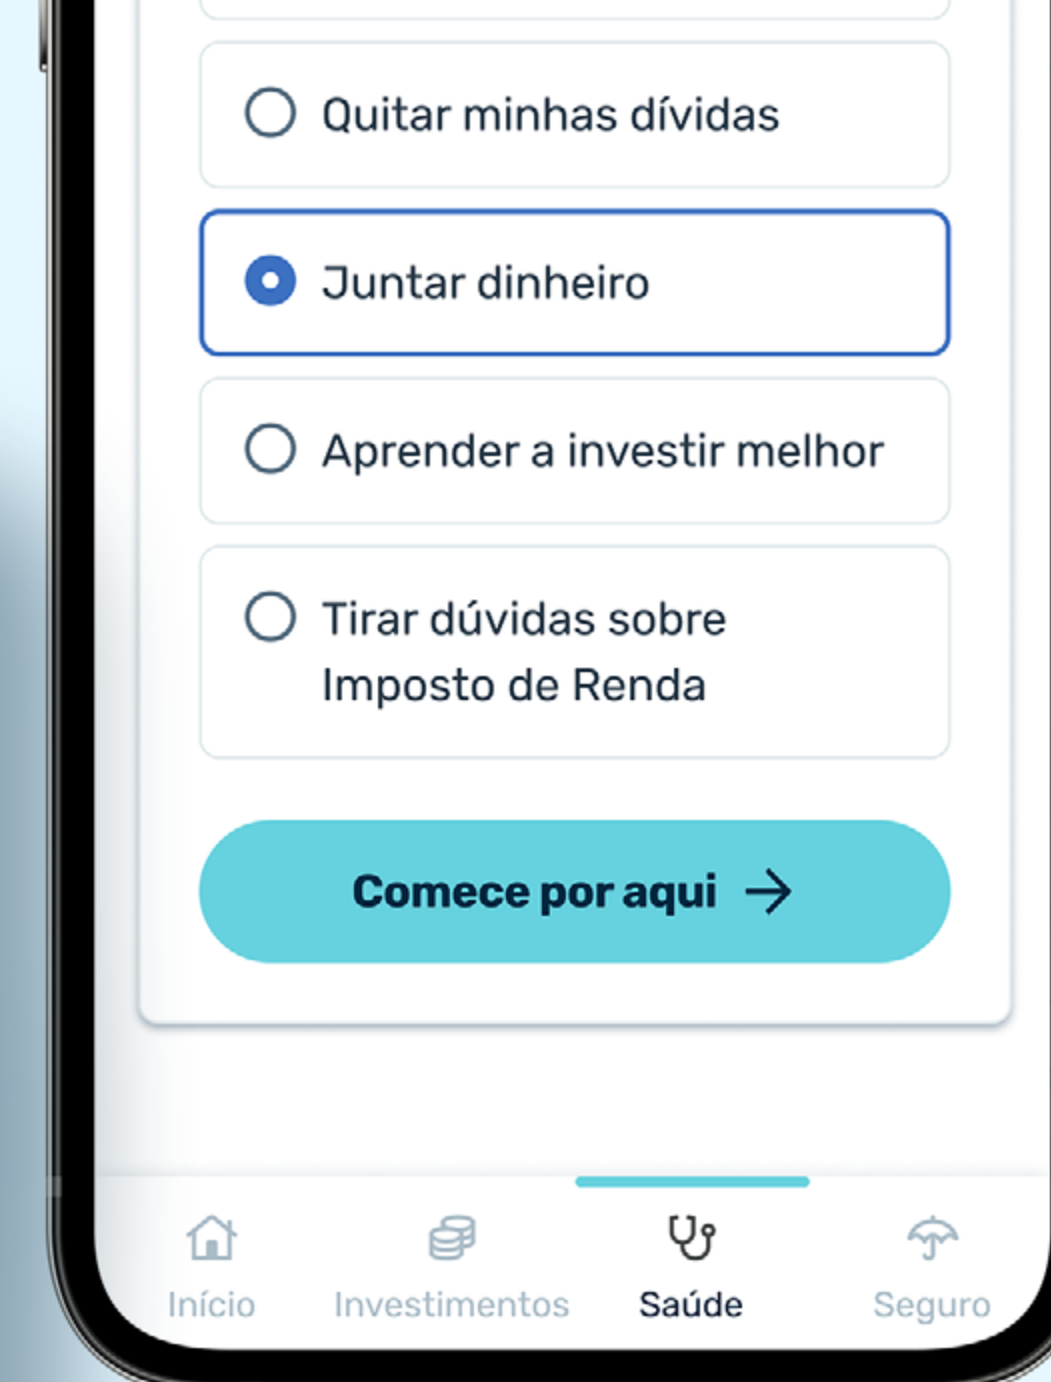 Quitar minhas dívidas
Juntar dinheiro
Aprender a investir melhor
Tirar dúvidas sobre
Imposto de Renda
Comece por aqui
Início
Investimentos
Saúde
Seguro